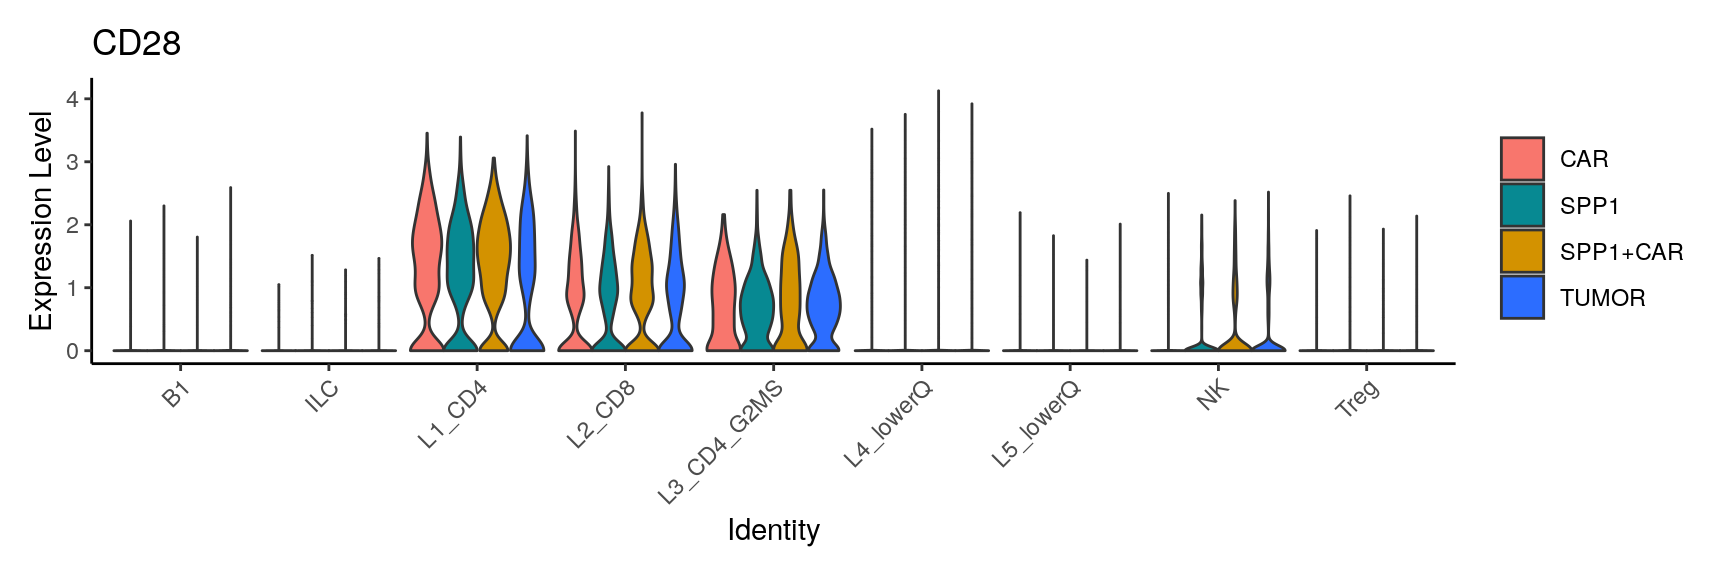 CD28
Expression Level
4
3
2
1
0
B1
ILC
L1_CD4
L2_CD8
L3_CD4_G2MS
L4_lowerQ
L5_lowerQ
NK
Treg
Identity
CAR
SPP1
SPP1+CAR
TUMOR